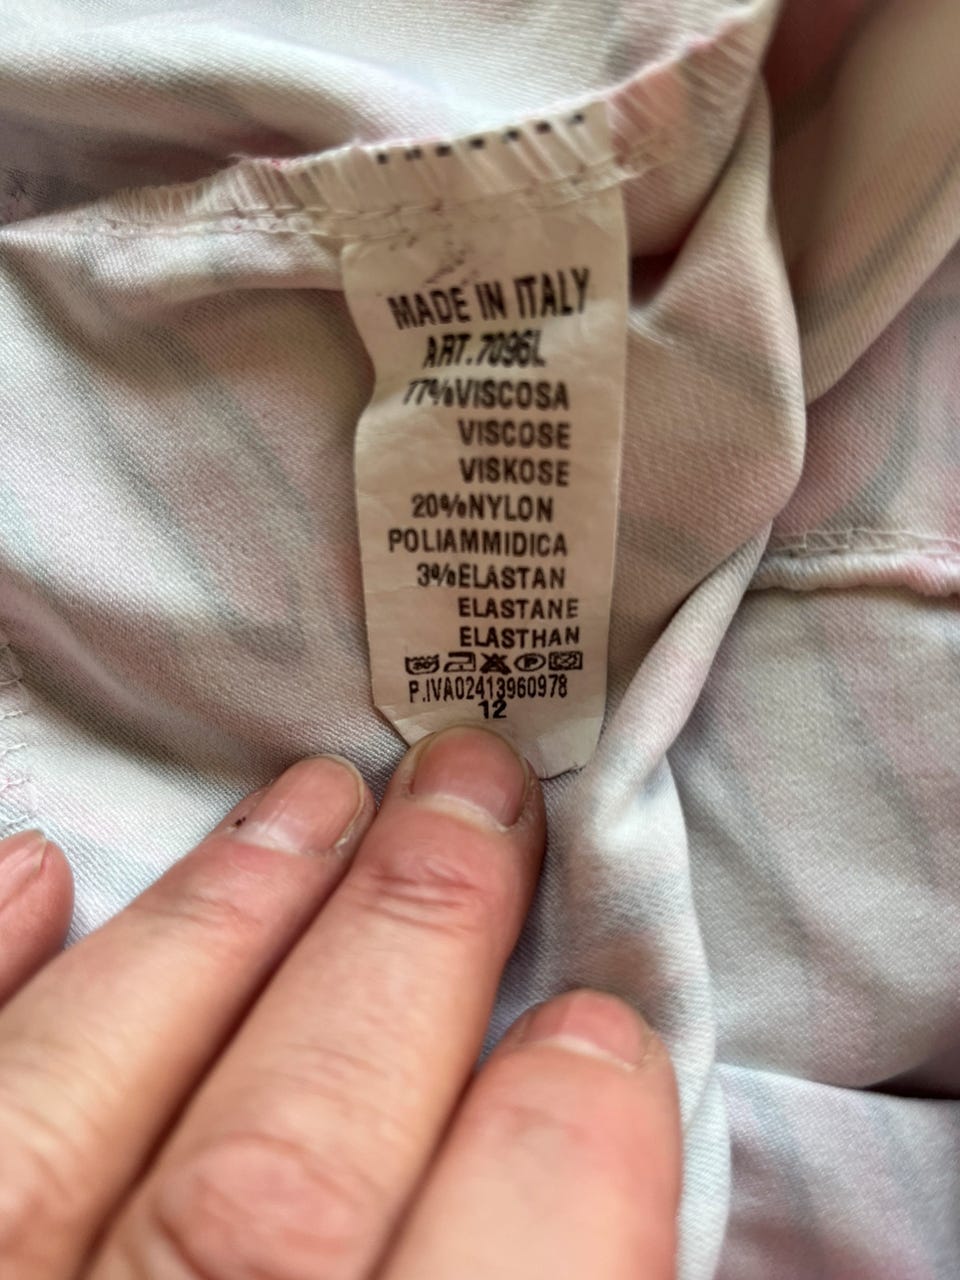 MADE IN ITALY
ART.7096L
77%VISCOSA
VISCOSE
VISKOSE
20%NYLON
POLIAMMIDICA
3%ELASTAN
ELASTANE
ELASTHAN
P.IVA02413960978
12